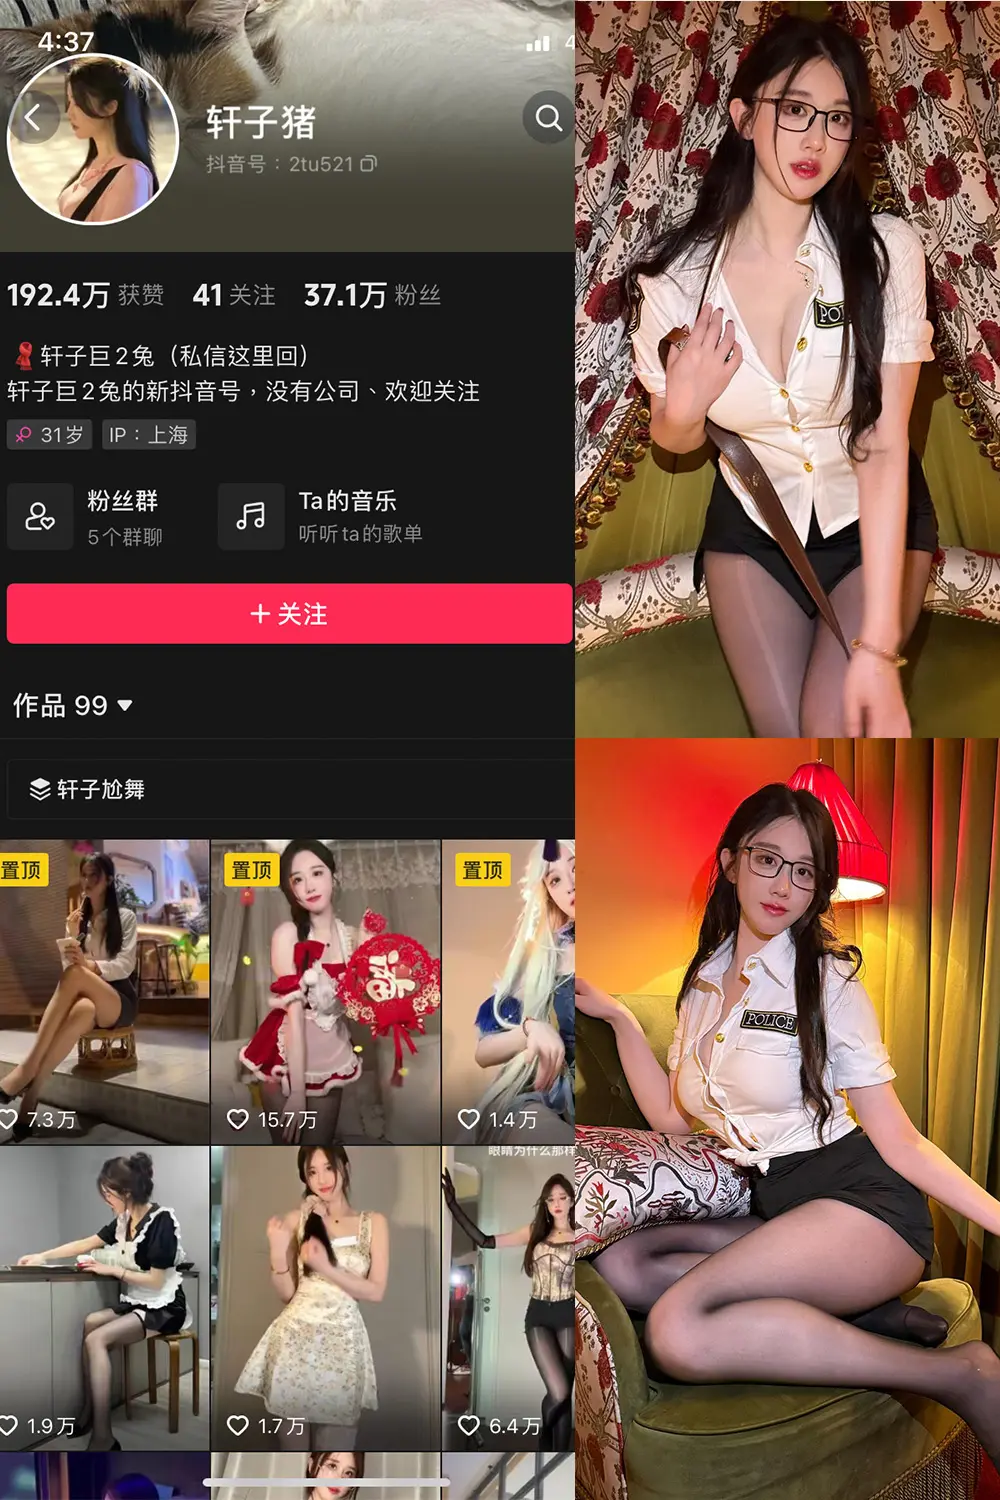 4:37
4
轩子猪
抖音号：2tu521
192.4万 获赞 41 关注 37.1万 粉丝
轩子巨2兔（私信这里回）
轩子巨2兔的新抖音号，没有公司、欢迎关注
31岁 IP：上海
粉丝群
5个群聊
Ta的音乐
听听ta的歌单
+ 关注
作品 99
轩子尬舞
置顶 置顶 置顶
7.3万 15.7万 1.4万
眼睛为什么那样
1.9万 1.7万 6.4万
POL
POLICE